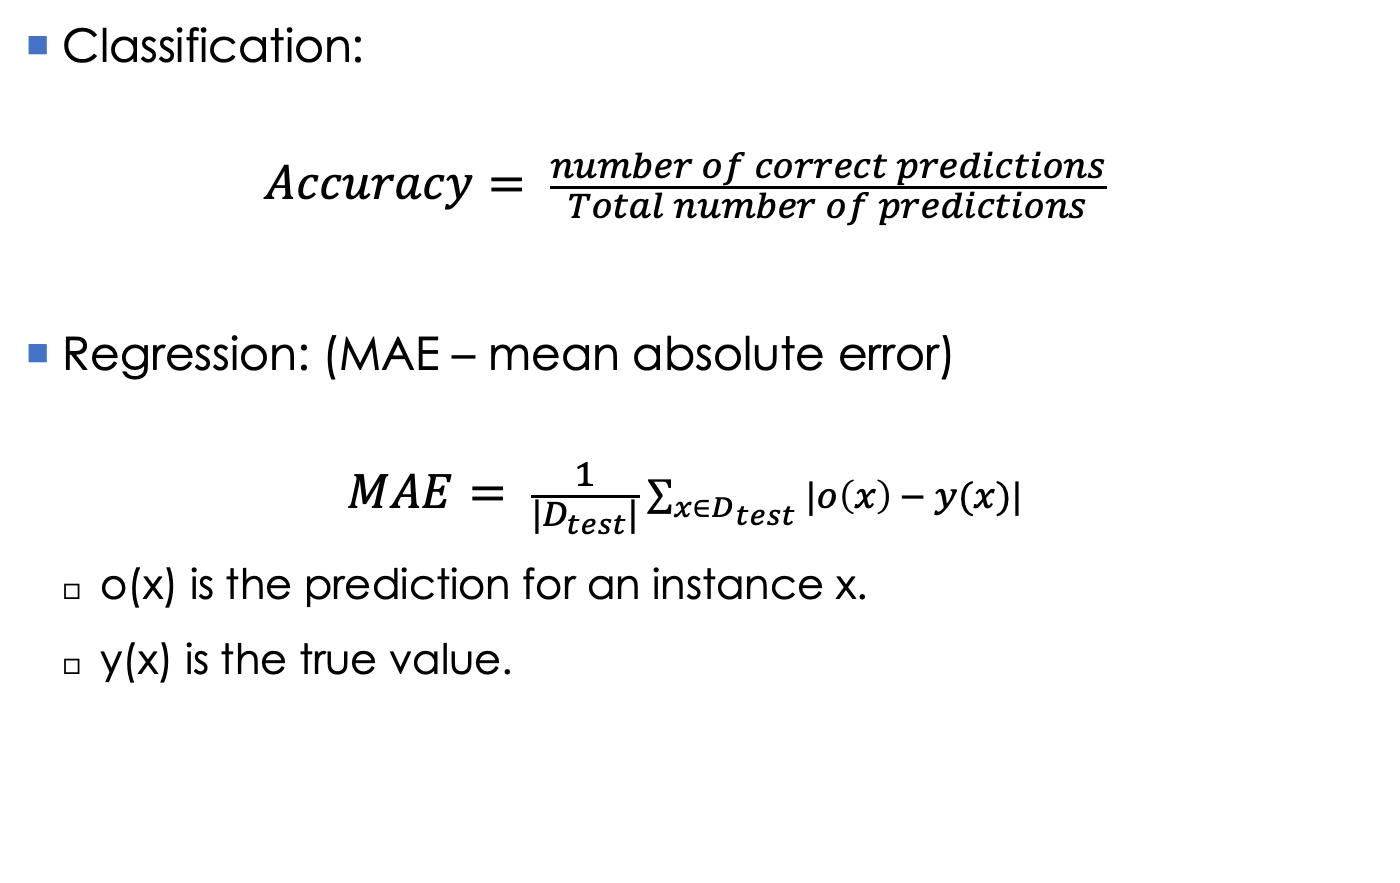 ▪ Classification:
Accuracy = number of correct predictions / Total number of predictions
▪ Regression: (MAE – mean absolute error)
MAE = 1/|D_test| ∑_{x∈D_test} |o(x) − y(x)|
▫ o(x) is the prediction for an instance x.
▫ y(x) is the true value.